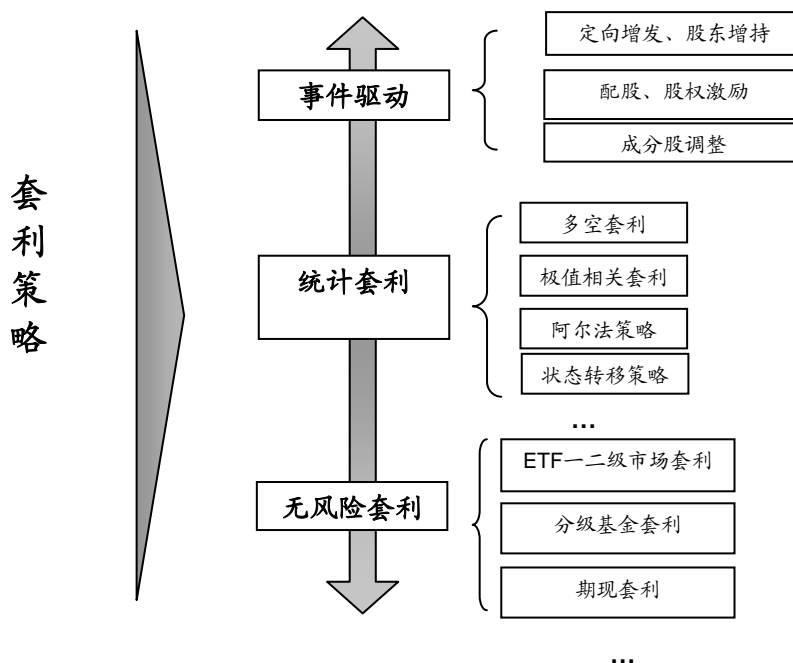 套
利
策
略
事件驱动
定向增发、股东增持
配股、股权激励
成分股调整
统计套利
多空套利
极值相关套利
阿尔法策略
状态转移策略
...
无风险套利
ETF一二级市场套利
分级基金套利
期现套利
...